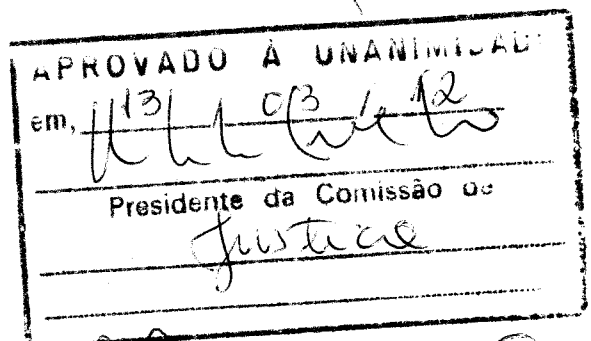 APROVADO À UNANIMIDADE
em, 13 / 03 / 12
Presidente da Comissão de
Justiça